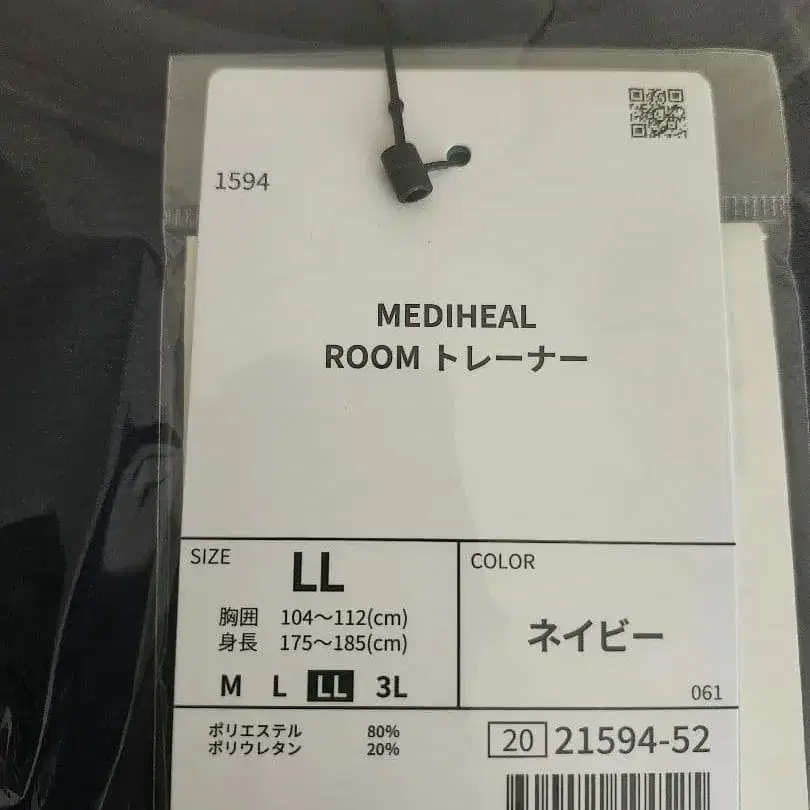 1594
MEDIHEAL
ROOM トレーナー
SIZE
LL
胸囲 104～112(cm)
身長 175～185(cm)
M L LL 3L
COLOR
ネイビー
061
ポリエステル 80%
ポリウレタン 20%
20 21594-52